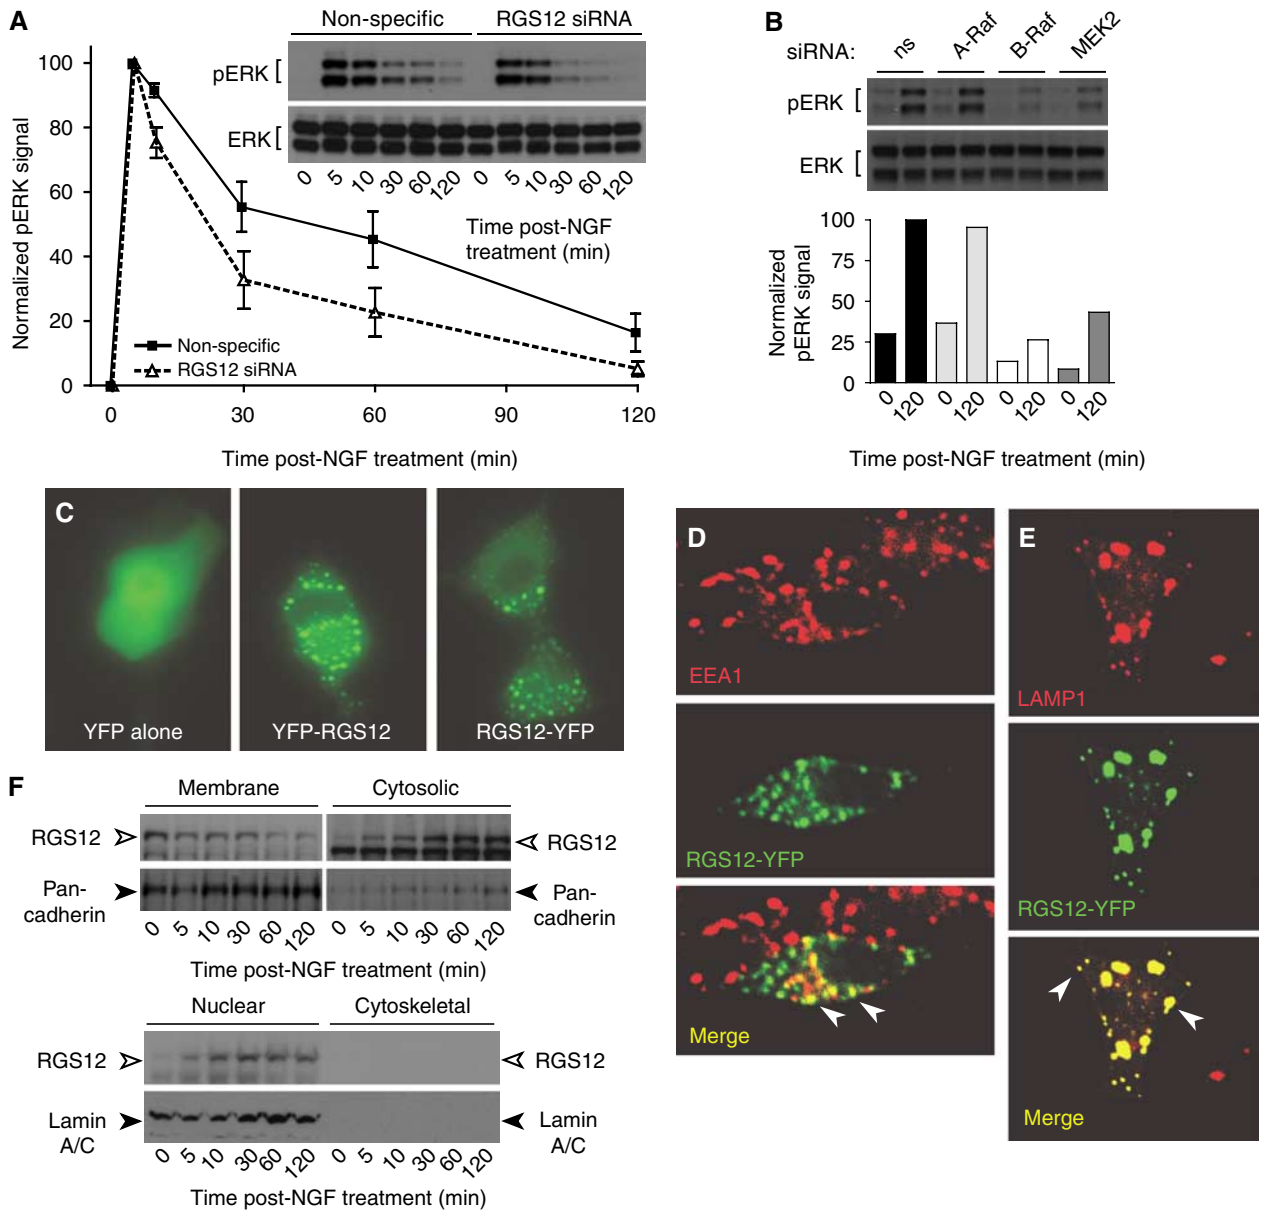 A
Non-specific
RGS12 siRNA
pERK
ERK
0 5 10 30 60 120 0 5 10 30 60 120
Time post-NGF
treatment (min)
Normalized pERK signal
100
80
60
40
20
0
Non-specific
RGS12 siRNA
0 30 60 90 120
Time post-NGF treatment (min)
B
siRNA: ns A-Raf B-Raf MEK2
pERK
ERK
Normalized
pERK signal
100
75
50
25
0
0 120 0 120 0 120 0 120
Time post-NGF treatment (min)
C
YFP alone
YFP-RGS12
RGS12-YFP
D
EEA1
RGS12-YFP
Merge
E
LAMP1
RGS12-YFP
Merge
F
Membrane
Cytosolic
RGS12
RGS12
Pan-
cadherin
Pan-
cadherin
0 5 10 30 60 120 0 5 10 30 60 120
Time post-NGF treatment (min)
Nuclear
Cytoskeletal
RGS12
RGS12
Lamin
A/C
Lamin
A/C
0 5 10 30 60 120 0 5 10 30 60 120
Time post-NGF treatment (min)